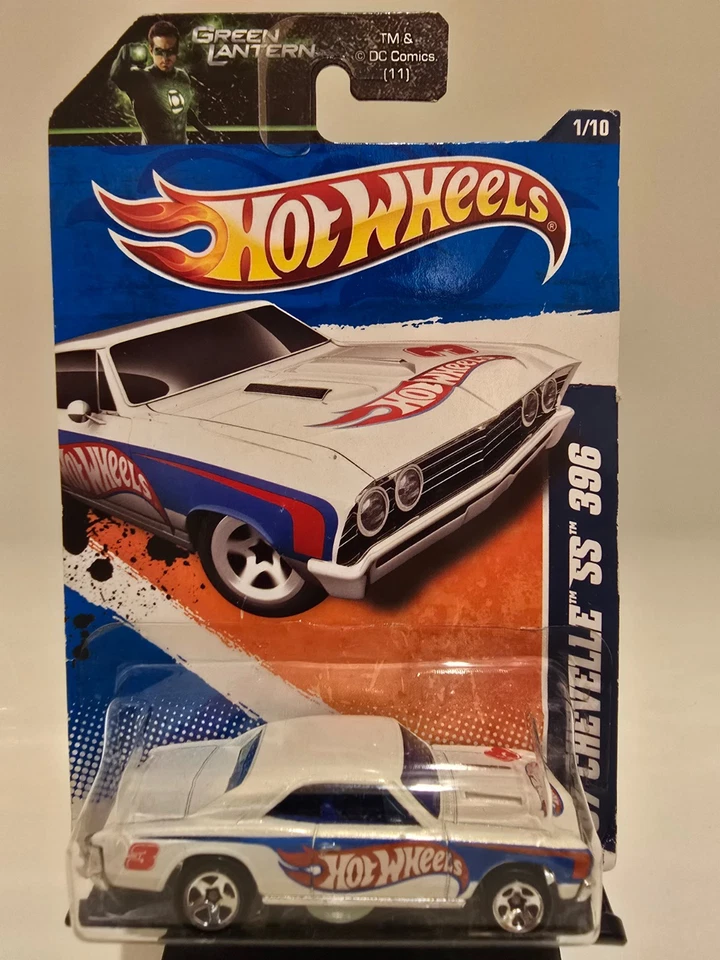 GREEN
LANTERN
TM &
© DC Comics.
(11)
1/10
HOT WHEELS®
3
HOT WHEELS
HOT WHEELS
CHEVELLE™ SS™ 396
3
HOT WHEELS